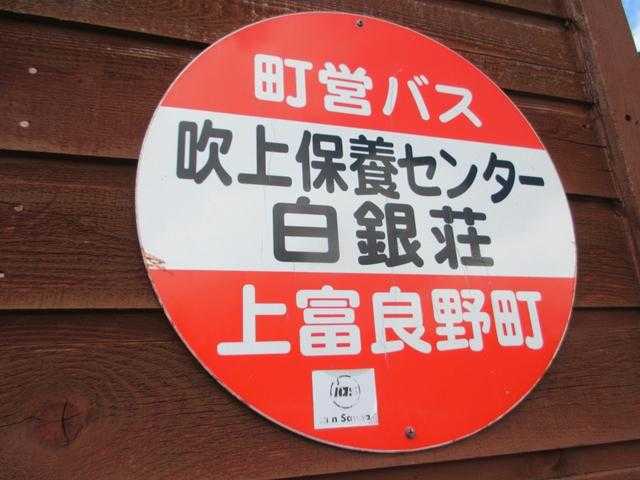 町営バス
吹上保養センター
白銀荘
上富良野町